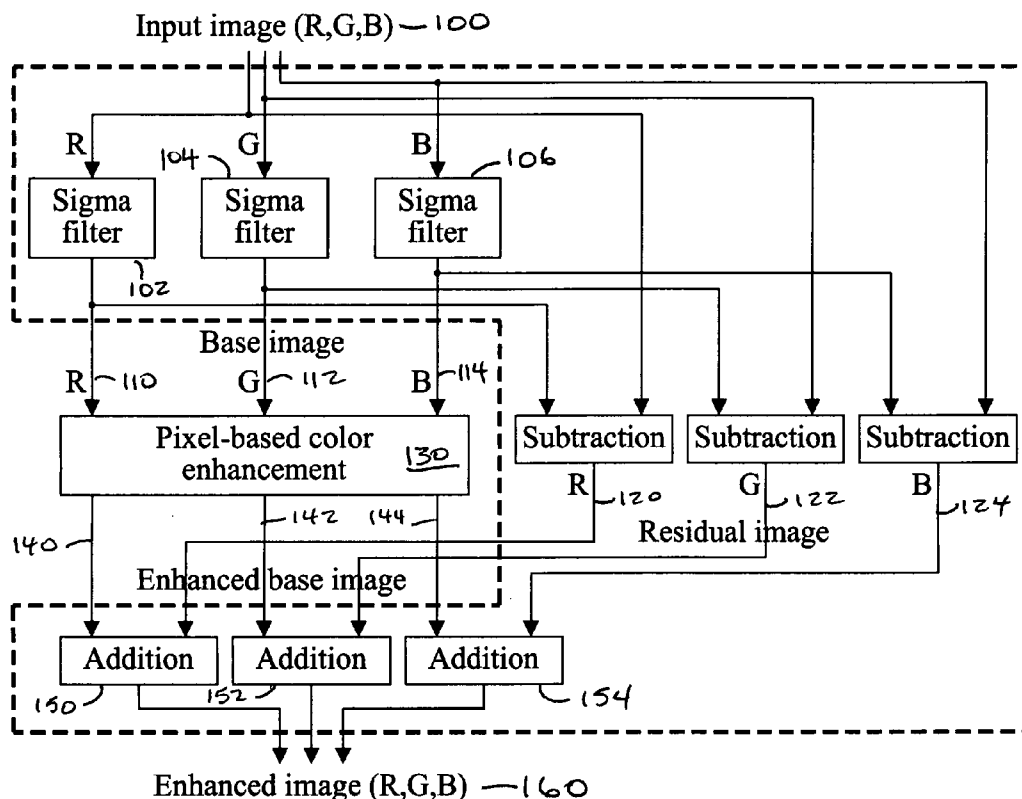 Input image (R,G,B) 100
R
G
B
104
106
Sigma
filter
Sigma
filter
Sigma
filter
102
Base image
R 110
G 112
B 114
Pixel-based color
enhancement 130
Subtraction
Subtraction
Subtraction
R 120
G 122
B 124
140
142
144
Residual image
Enhanced base image
Addition
Addition
Addition
150
152
154
Enhanced image (R,G,B) 160